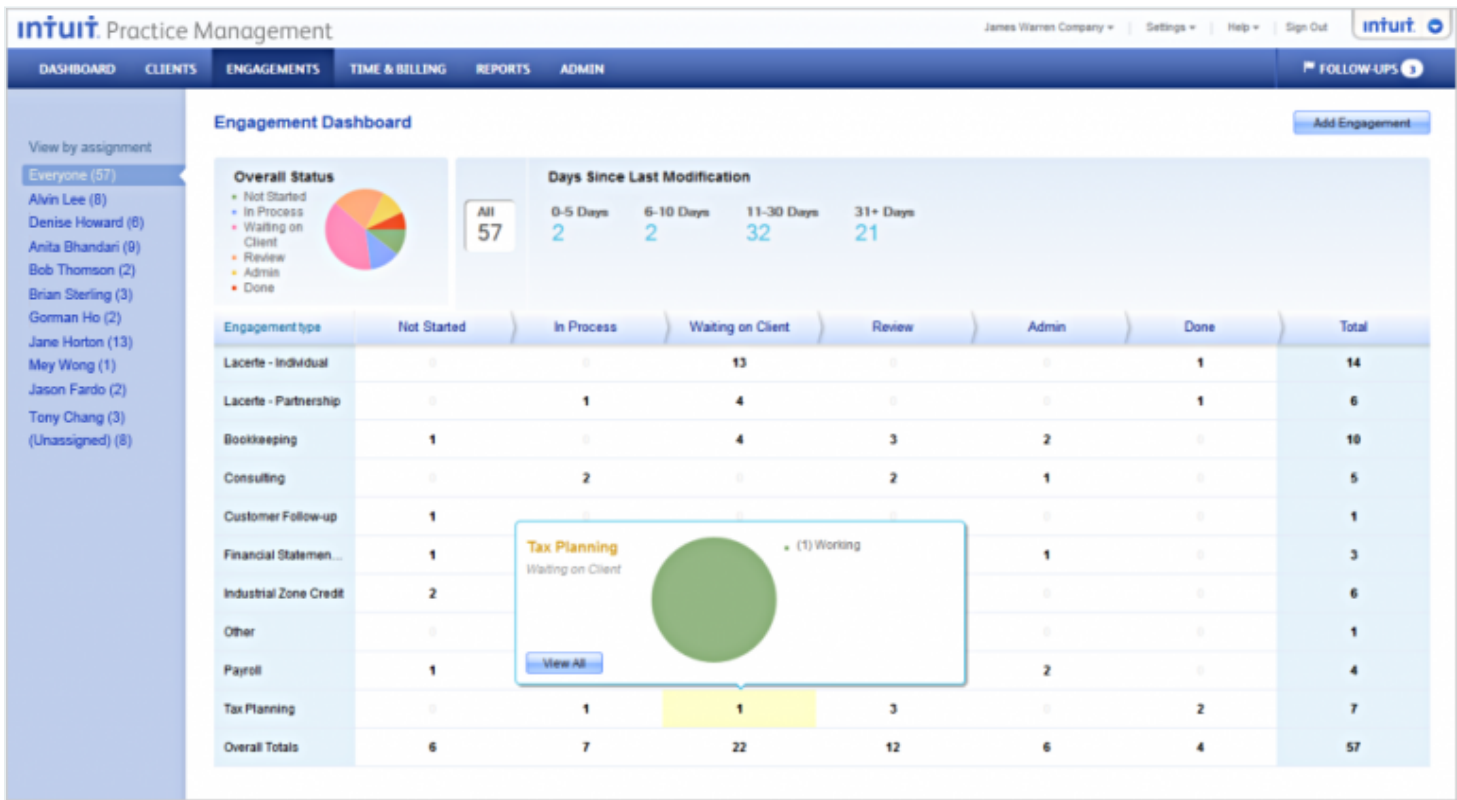 intuit. Practice Management
James Warren Company | Settings | Help | Sign Out intuit.
DASHBOARD CLIENTS ENGAGEMENTS TIME & BILLING REPORTS ADMIN FOLLOW-UPS 3
Engagement Dashboard Add Engagement
View by assignment
Everyone (57)
Alvin Lee (8)
Denise Howard (6)
Anita Bhandari (9)
Bob Thomson (2)
Brian Sterling (3)
Gorman Ho (2)
Jane Horton (13)
Mey Wong (1)
Jason Fardo (2)
Tony Chang (3)
(Unassigned) (8)
Overall Status
Not Started
In Process
Waiting on
Client
Review
Admin
Done
All
57
Days Since Last Modification
0-5 Days 6-10 Days 11-30 Days 31+ Days
2 2 32 21
Engagement type Not Started In Process Waiting on Client Review Admin Done Total
Lacerte - Individual 0 0 13 0 0 1 14
Lacerte - Partnership 0 1 4 0 0 1 6
Bookkeeping 1 0 4 3 2 0 10
Consulting 0 2 0 2 1 0 5
Customer Follow-up 1 0 0 0 0 0 1
Financial Statemen... 1 1 0 3
Industrial Zone Credit 2 0 0 6
Other 0 0 0 1
Payroll 1 2 0 4
Tax Planning 0 1 1 3 0 2 7
Overall Totals 6 7 22 12 6 4 57
Tax Planning
Waiting on Client
(1) Working
View All